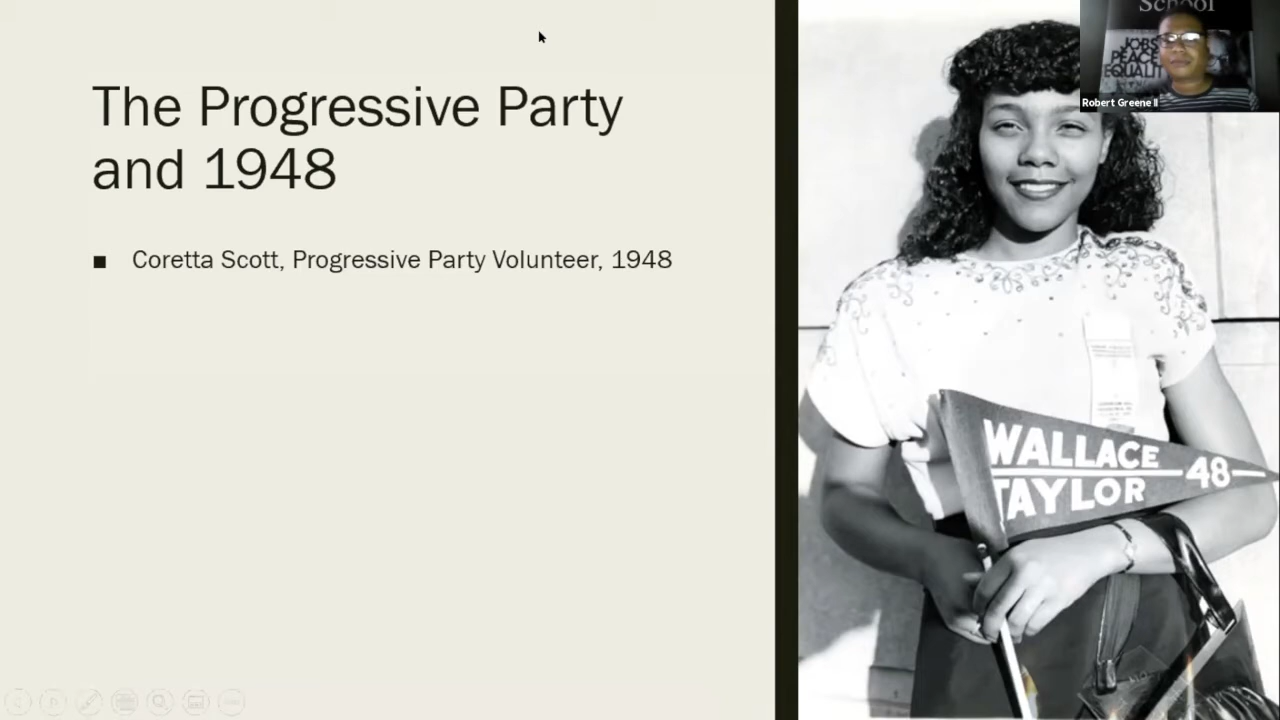 The Progressive Party
and 1948
■ Coretta Scott, Progressive Party Volunteer, 1948
School
JOBS
PEACE
EQUALIT
Robert Greene II
WALLACE
TAYLOR
48